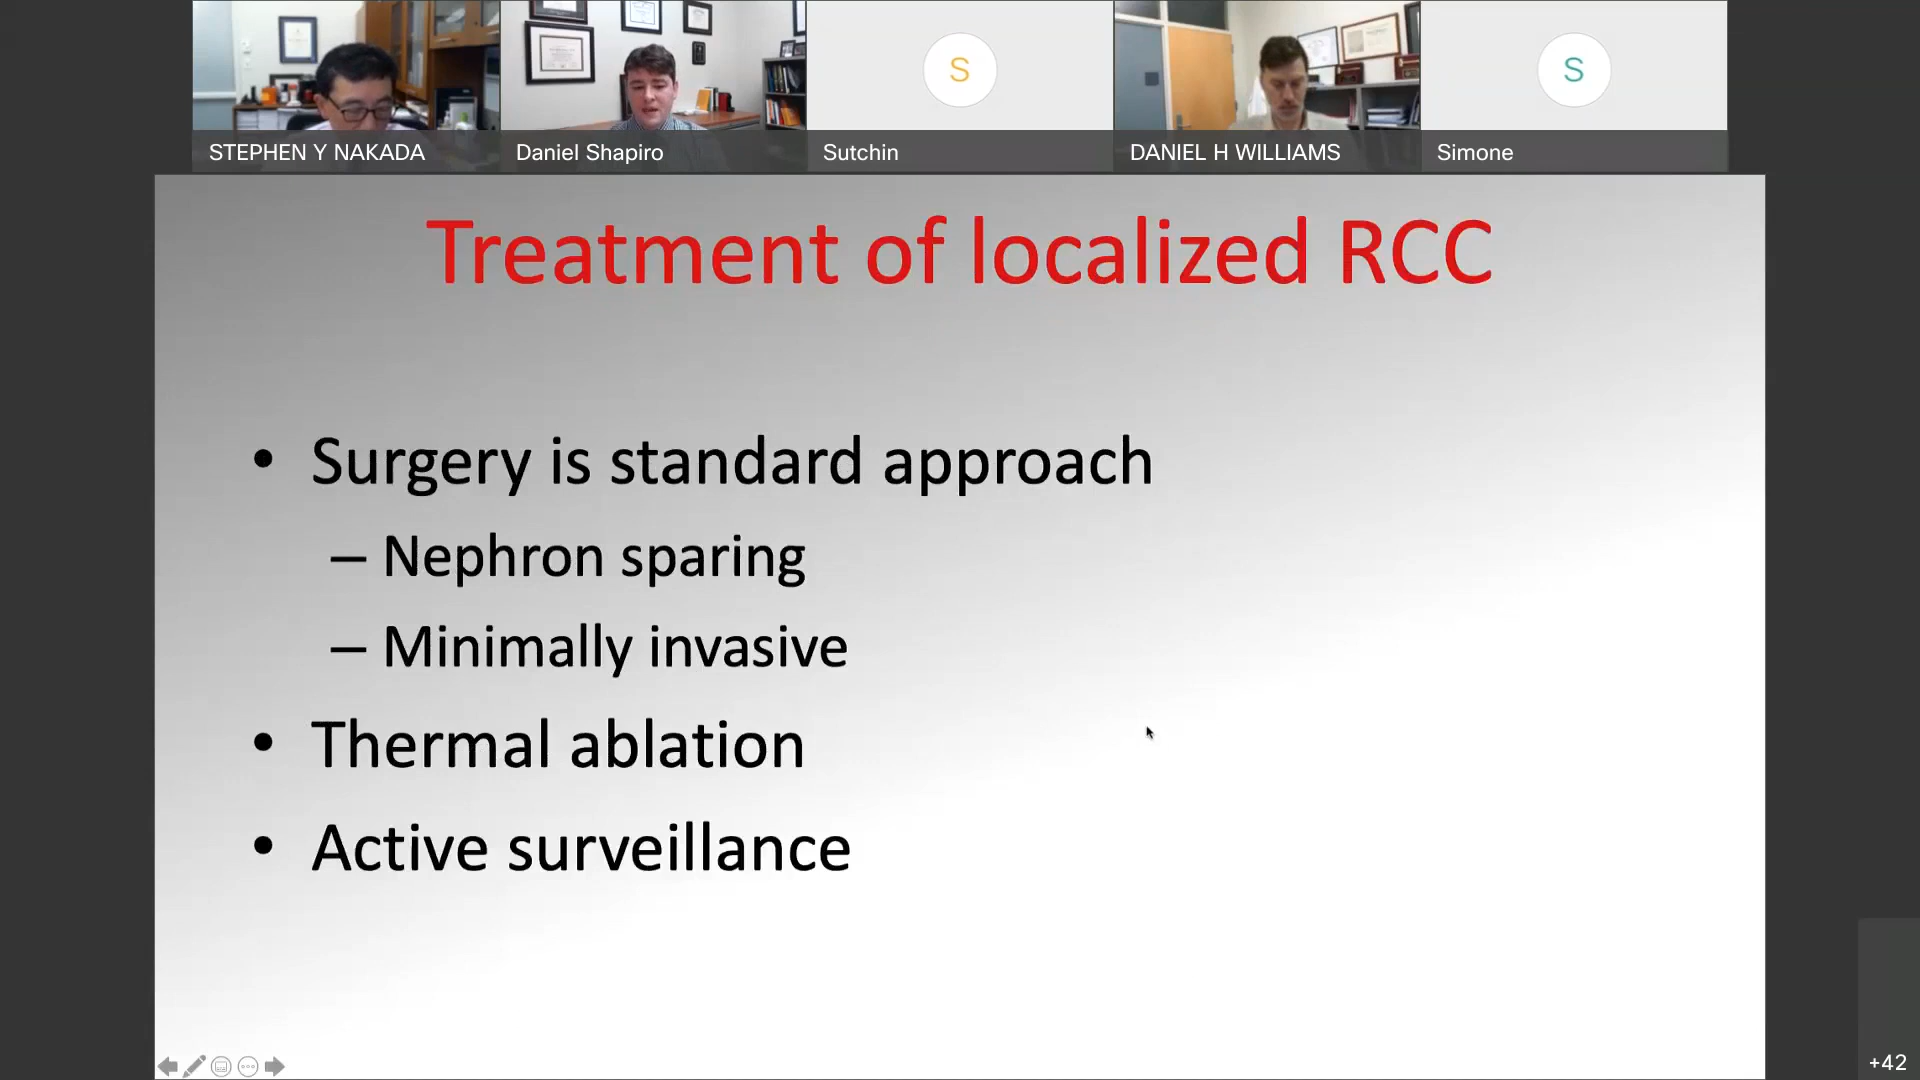 S
S
STEPHEN Y NAKADA
Daniel Shapiro
Sutchin
DANIEL H WILLIAMS
Simone
Treatment of localized RCC
• Surgery is standard approach
– Nephron sparing
– Minimally invasive
• Thermal ablation
• Active surveillance
+42